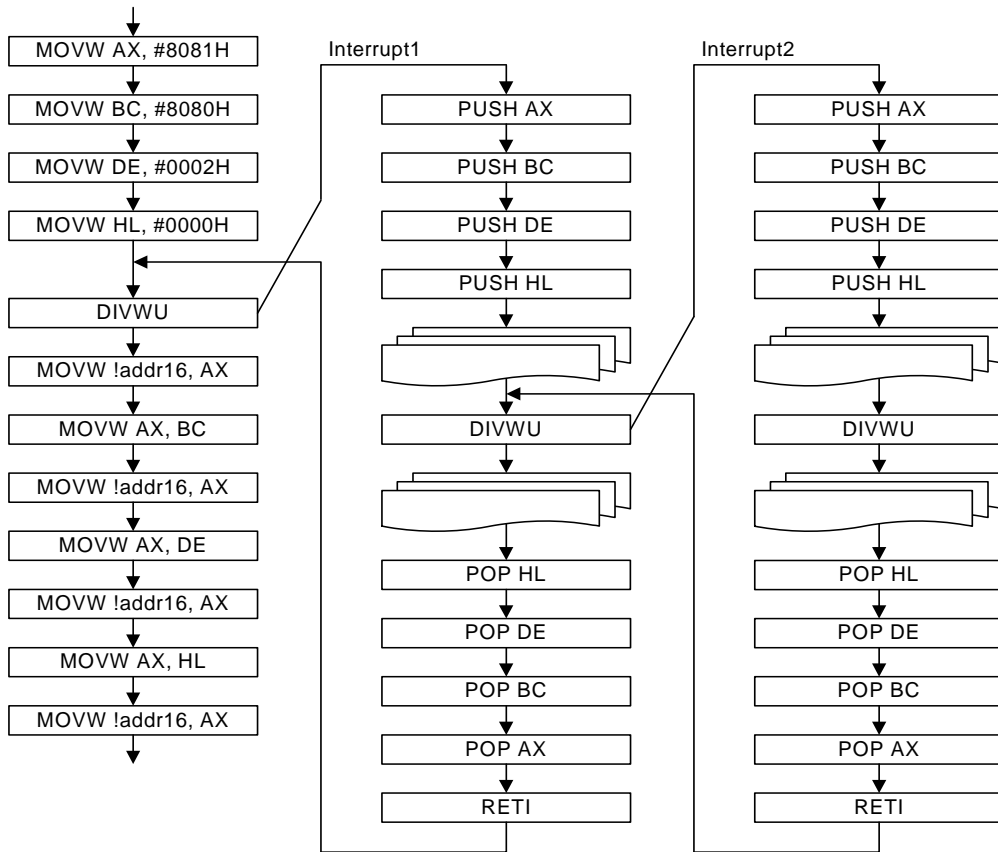 MOVW AX, #8081H
MOVW BC, #8080H
MOVW DE, #0002H
MOVW HL, #0000H
DIVWU
MOVW !addr16, AX
MOVW AX, BC
MOVW !addr16, AX
MOVW AX, DE
MOVW !addr16, AX
MOVW AX, HL
MOVW !addr16, AX
Interrupt1
PUSH AX
PUSH BC
PUSH DE
PUSH HL
DIVWU
POP HL
POP DE
POP BC
POP AX
RETI
Interrupt2
PUSH AX
PUSH BC
PUSH DE
PUSH HL
DIVWU
POP HL
POP DE
POP BC
POP AX
RETI